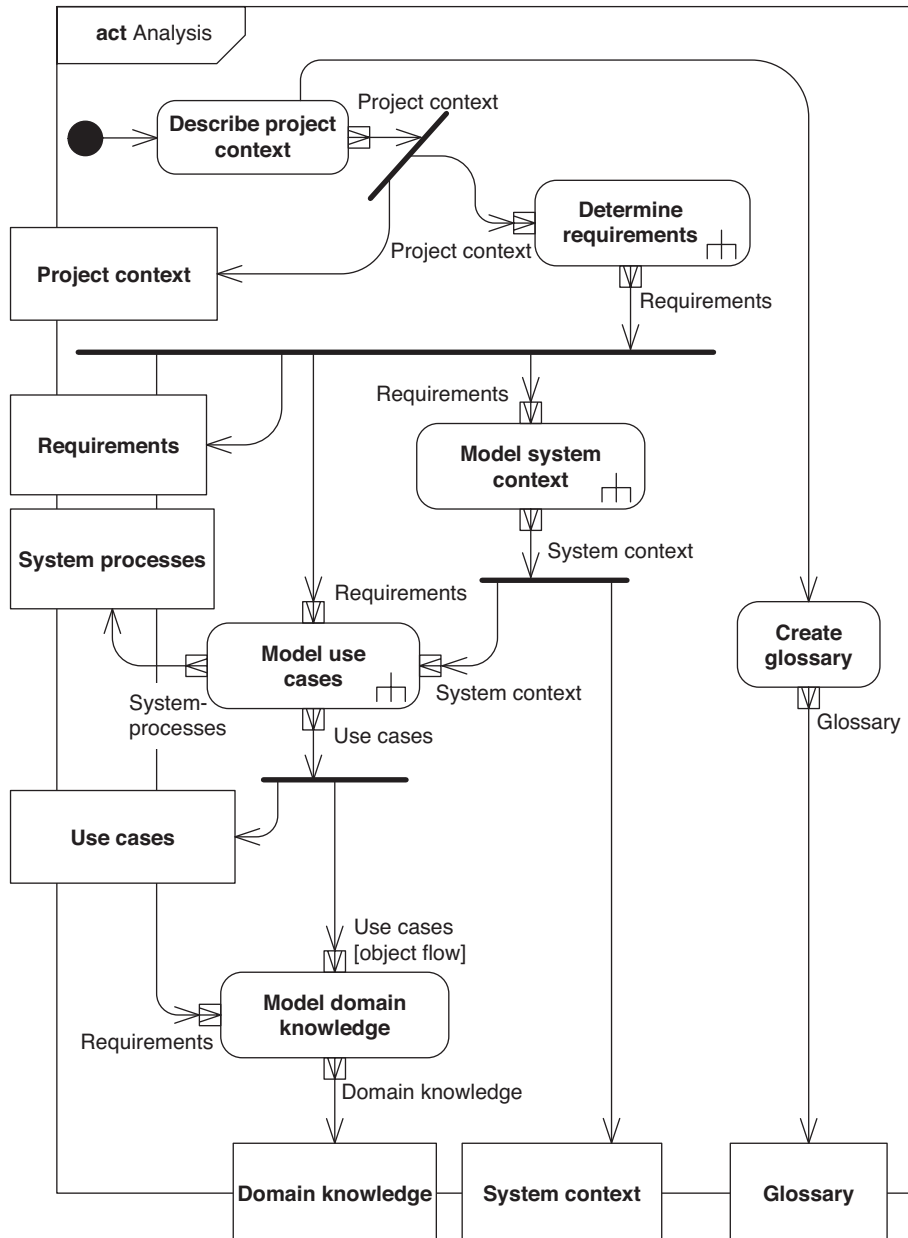 act Analysis
Project context
Describe project
context
Determine
requirements
Project context
Project context
Requirements
Requirements
Requirements
Model system
context
System processes
System context
Requirements
Create
glossary
Model use
cases
System context
System-
processes
Use cases
Glossary
Use cases
Use cases
[object flow]
Model domain
knowledge
Requirements
Domain knowledge
Domain knowledge
System context
Glossary